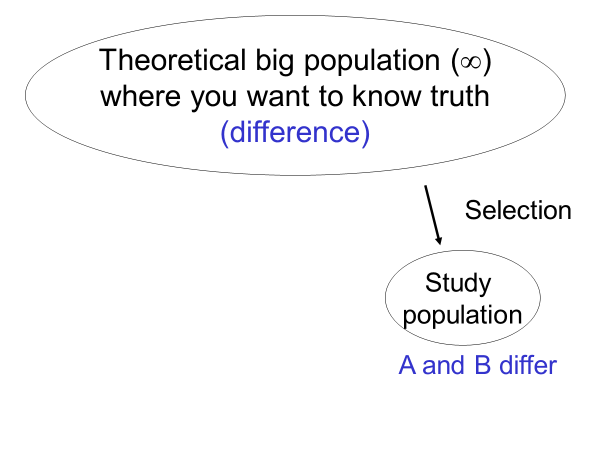 Theoretical big population (∞)
where you want to know truth
(difference)
Selection
Study
population
A and B differ